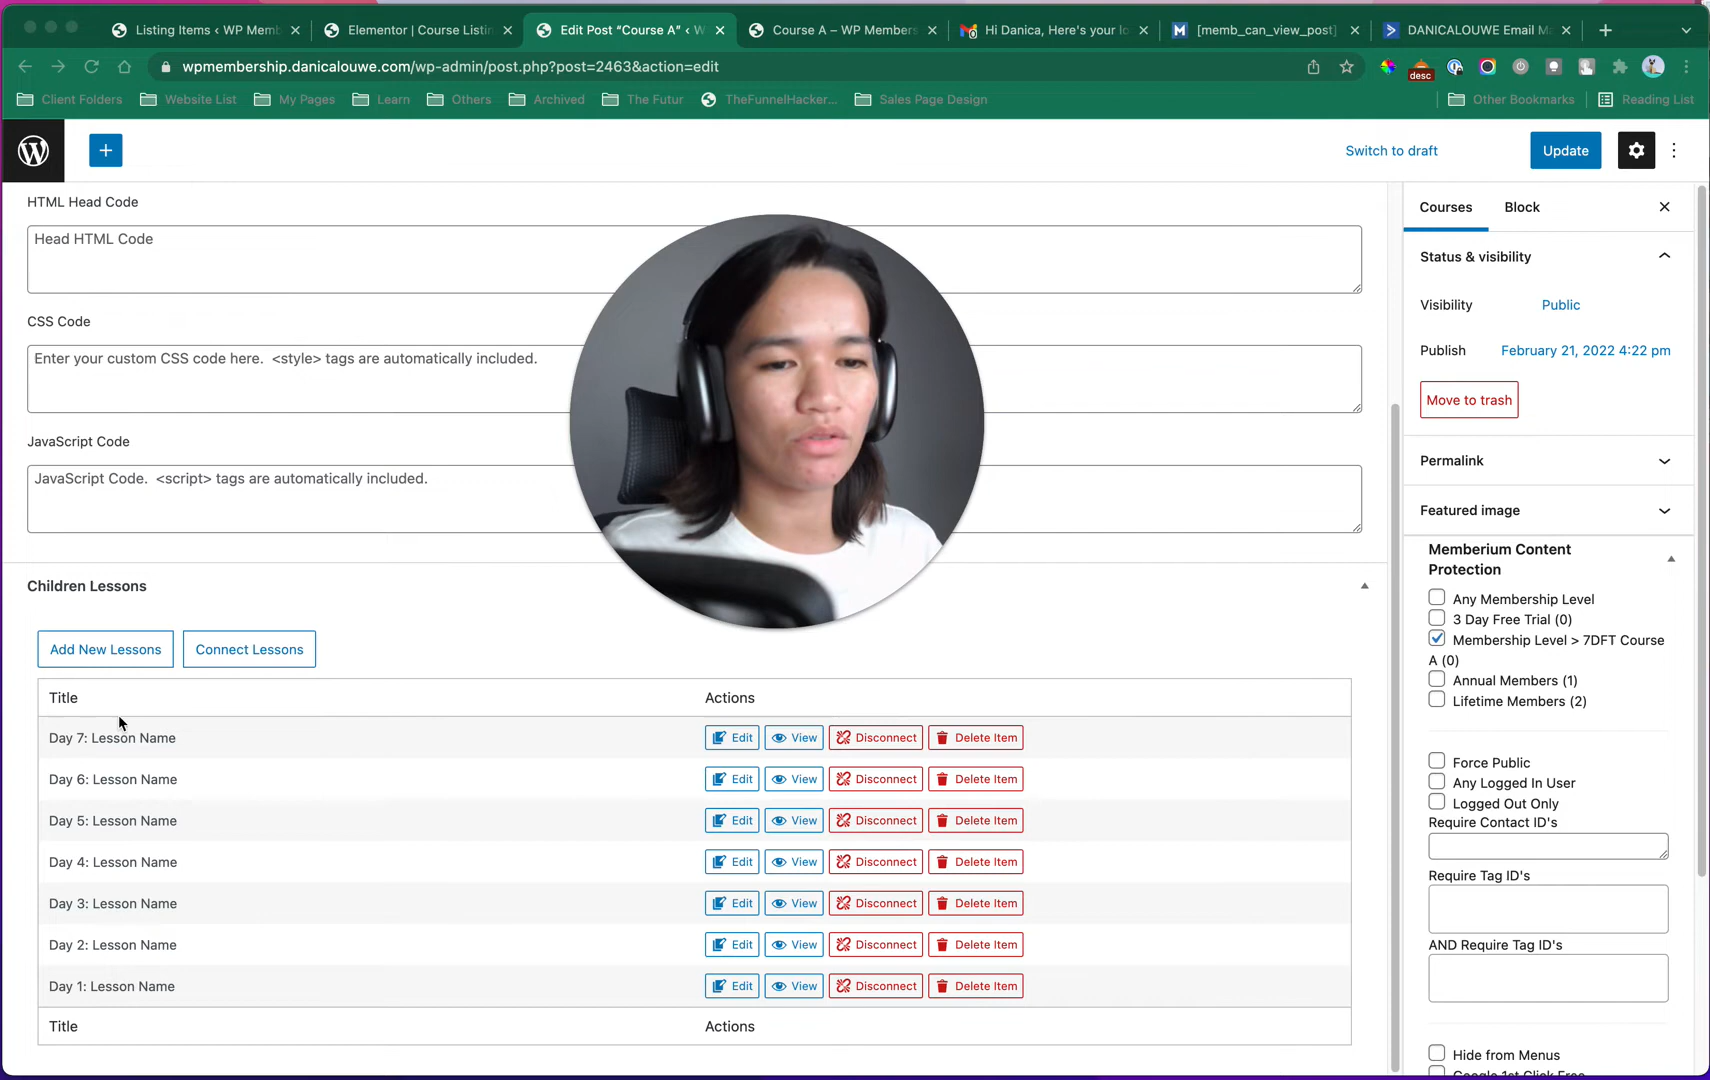 Listing Items ‹ WP Memb
Elementor | Course Listin
Edit Post “Course A” ‹ W
Course A – WP Members
Hi Danica, Here's your lo
[memb_can_view_post]
DANICALOUWE Email Ma
wpmembership.danicalouwe.com/wp-admin/post.php?post=2463&action=edit
desc
Client Folders
Website List
My Pages
Learn
Others
Archived
The Futur
TheFunnelHacker...
Sales Page Design
Other Bookmarks
Reading List
Switch to draft
Update
HTML Head Code
Head HTML Code
CSS Code
Enter your custom CSS code here. <style> tags are automatically included.
JavaScript Code
JavaScript Code. <script> tags are automatically included.
Children Lessons
Add New Lessons
Connect Lessons
Title Actions
Day 7: Lesson Name Edit View Disconnect Delete Item
Day 6: Lesson Name Edit View Disconnect Delete Item
Day 5: Lesson Name Edit View Disconnect Delete Item
Day 4: Lesson Name Edit View Disconnect Delete Item
Day 3: Lesson Name Edit View Disconnect Delete Item
Day 2: Lesson Name Edit View Disconnect Delete Item
Day 1: Lesson Name Edit View Disconnect Delete Item
Title Actions
Courses
Block
Status & visibility
Visibility Public
Publish February 21, 2022 4:22 pm
Move to trash
Permalink
Featured image
Memberium Content
Protection
Any Membership Level
3 Day Free Trial (0)
Membership Level > 7DFT Course
A (0)
Annual Members (1)
Lifetime Members (2)
Force Public
Any Logged In User
Logged Out Only
Require Contact ID's
Require Tag ID's
AND Require Tag ID's
Hide from Menus
Google 1st Click Free